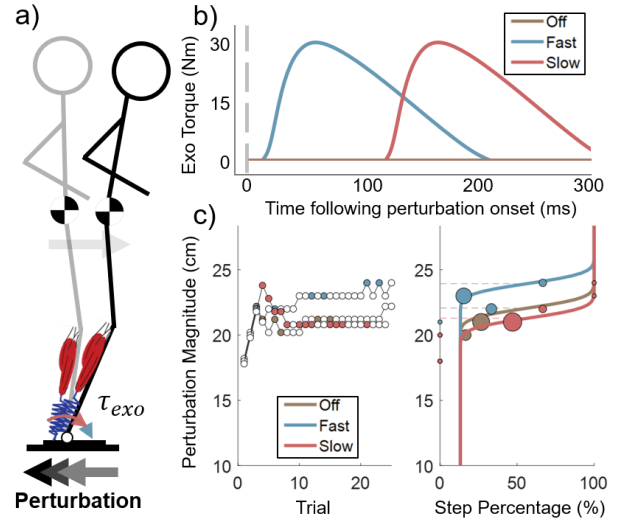 a)
τexo
Perturbation
b)
Exo Torque (Nm)
30
15
0
Off
Fast
Slow
0
100
200
300
Time following perturbation onset (ms)
c)
Perturbation Magnitude (cm)
25
20
15
10
Off
Fast
Slow
0
10
20
Trial
25
20
15
10
0
50
100
Step Percentage (%)